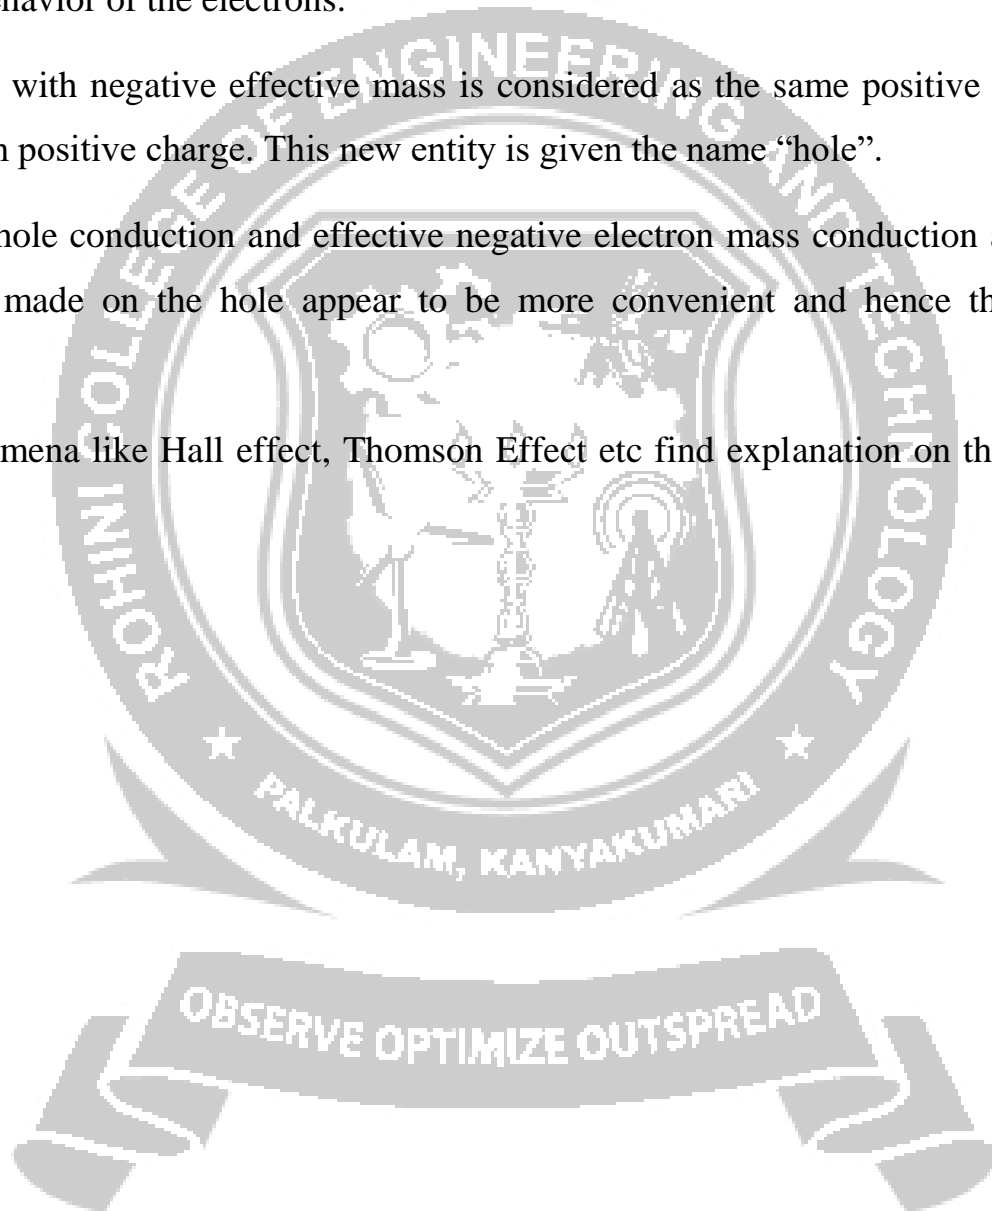 behavior of the electrons.
with negative effective mass is considered as the same positive
positive charge. This new entity is given the name “hole”.
hole conduction and effective negative electron mass conduction
made on the hole appear to be more convenient and hence th
mena like Hall effect, Thomson Effect etc find explanation on th
ROHINI COLLEGE OF ENGINEERING AND TECHNOLOGY
PALKULAM, KANYAKUMARI
OBSERVE OPTIMIZE OUTSPREAD